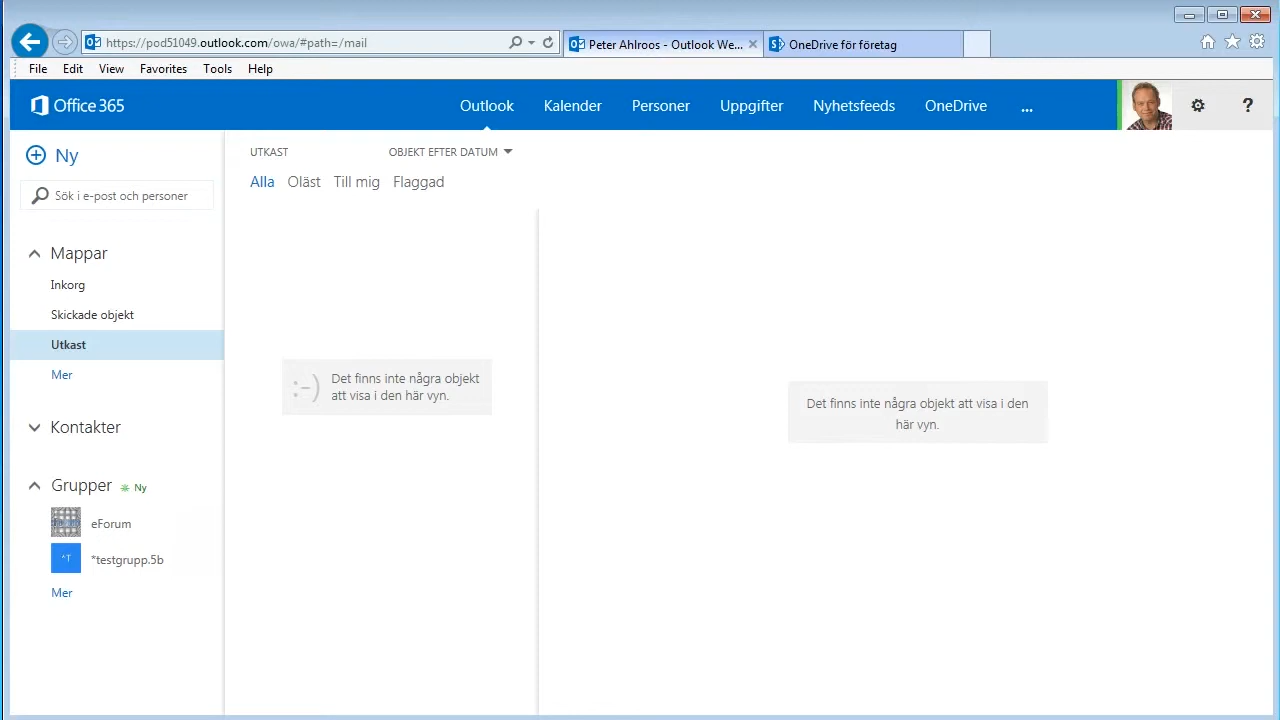 https://pod51049.outlook.com/owa/#path=/mail
Peter Ahlroos - Outlook We...
OneDrive för företag
File Edit View Favorites Tools Help
Office 365
Outlook Kalender Personer Uppgifter Nyhetsfeeds OneDrive ... ?
Ny
Sök i e-post och personer
Mappar
Inkorg
Skickade objekt
Utkast
Mer
Kontakter
Grupper Ny
eForum
*T *testgrupp.5b
Mer
UTKAST OBJEKT EFTER DATUM
Alla Oläst Till mig Flaggad
:-)
Det finns inte några objekt
att visa i den här vyn.
Det finns inte några objekt att visa i den
här vyn.